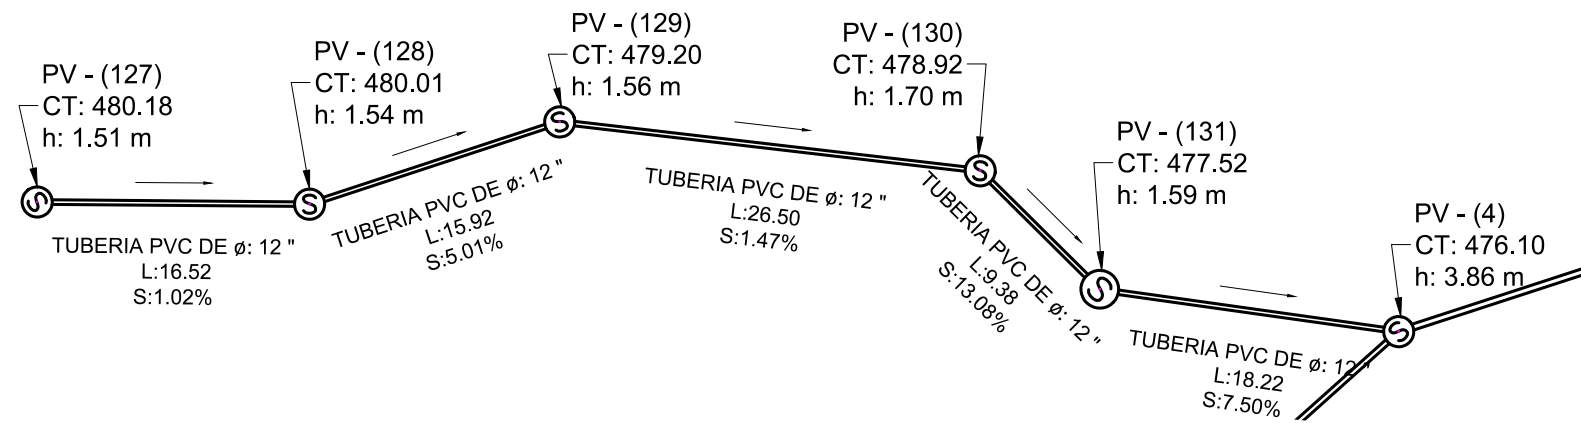 PV - (127)
CT: 480.18
h: 1.51 m
PV - (128)
CT: 480.01
h: 1.54 m
PV - (129)
CT: 479.20
h: 1.56 m
PV - (130)
CT: 478.92
h: 1.70 m
PV - (131)
CT: 477.52
h: 1.59 m
PV - (4)
CT: 476.10
h: 3.86 m
TUBERIA PVC DE ø: 12 "
L:16.52
S:1.02%
TUBERIA PVC DE ø: 12 "
L:15.92
S:5.01%
TUBERIA PVC DE ø: 12 "
L:26.50
S:1.47%
TUBERIA PVC DE ø: 12 "
L:9.38
S:13.08%
TUBERIA PVC DE ø: 12 "
L:18.22
S:7.50%
S
S
S
S
S
S